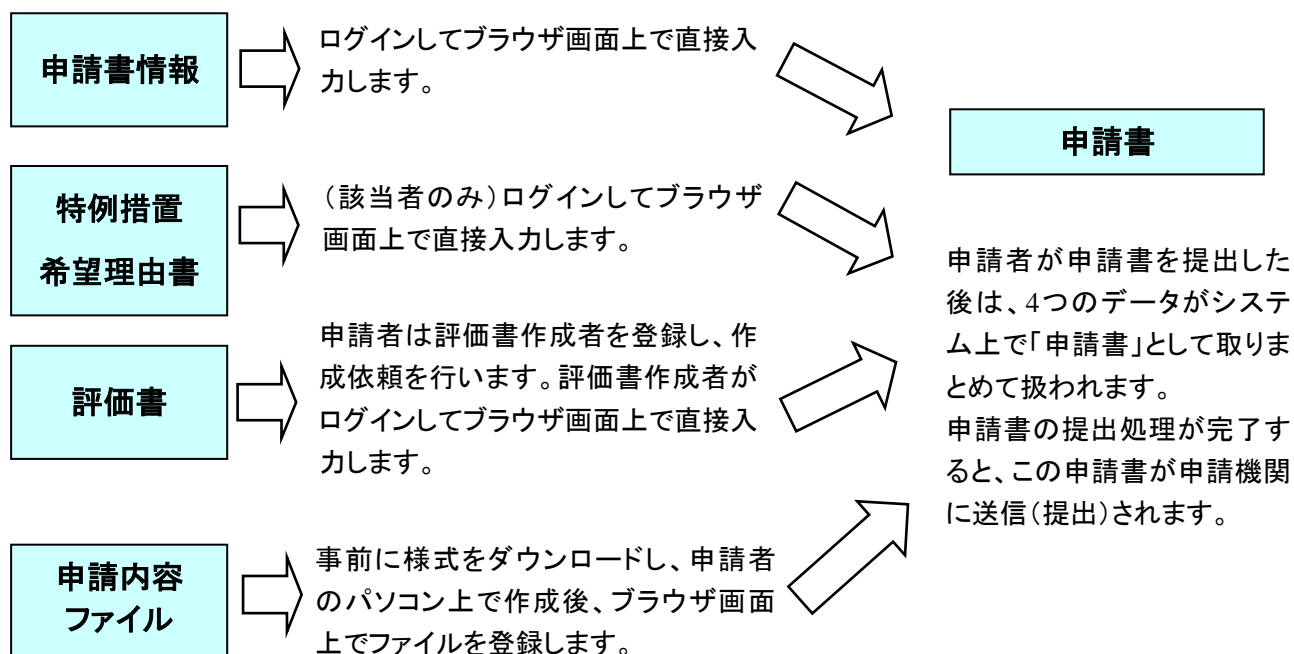 申請書情報
ログインしてブラウザ画面上で直接入
力します。
特例措置
希望理由書
（該当者のみ）ログインしてブラウザ
画面上で直接入力します。
評価書
申請者は評価書作成者を登録し、作
成依頼を行います。評価書作成者が
ログインしてブラウザ画面上で直接入
力します。
申請内容
ファイル
事前に様式をダウンロードし、申請者
のパソコン上で作成後、ブラウザ画面
上でファイルを登録します。
申請書
申請者が申請書を提出した
後は、4つのデータがシステ
ム上で「申請書」として取りま
とめて扱われます。
申請書の提出処理が完了す
ると、この申請書が申請機関
に送信（提出）されます。